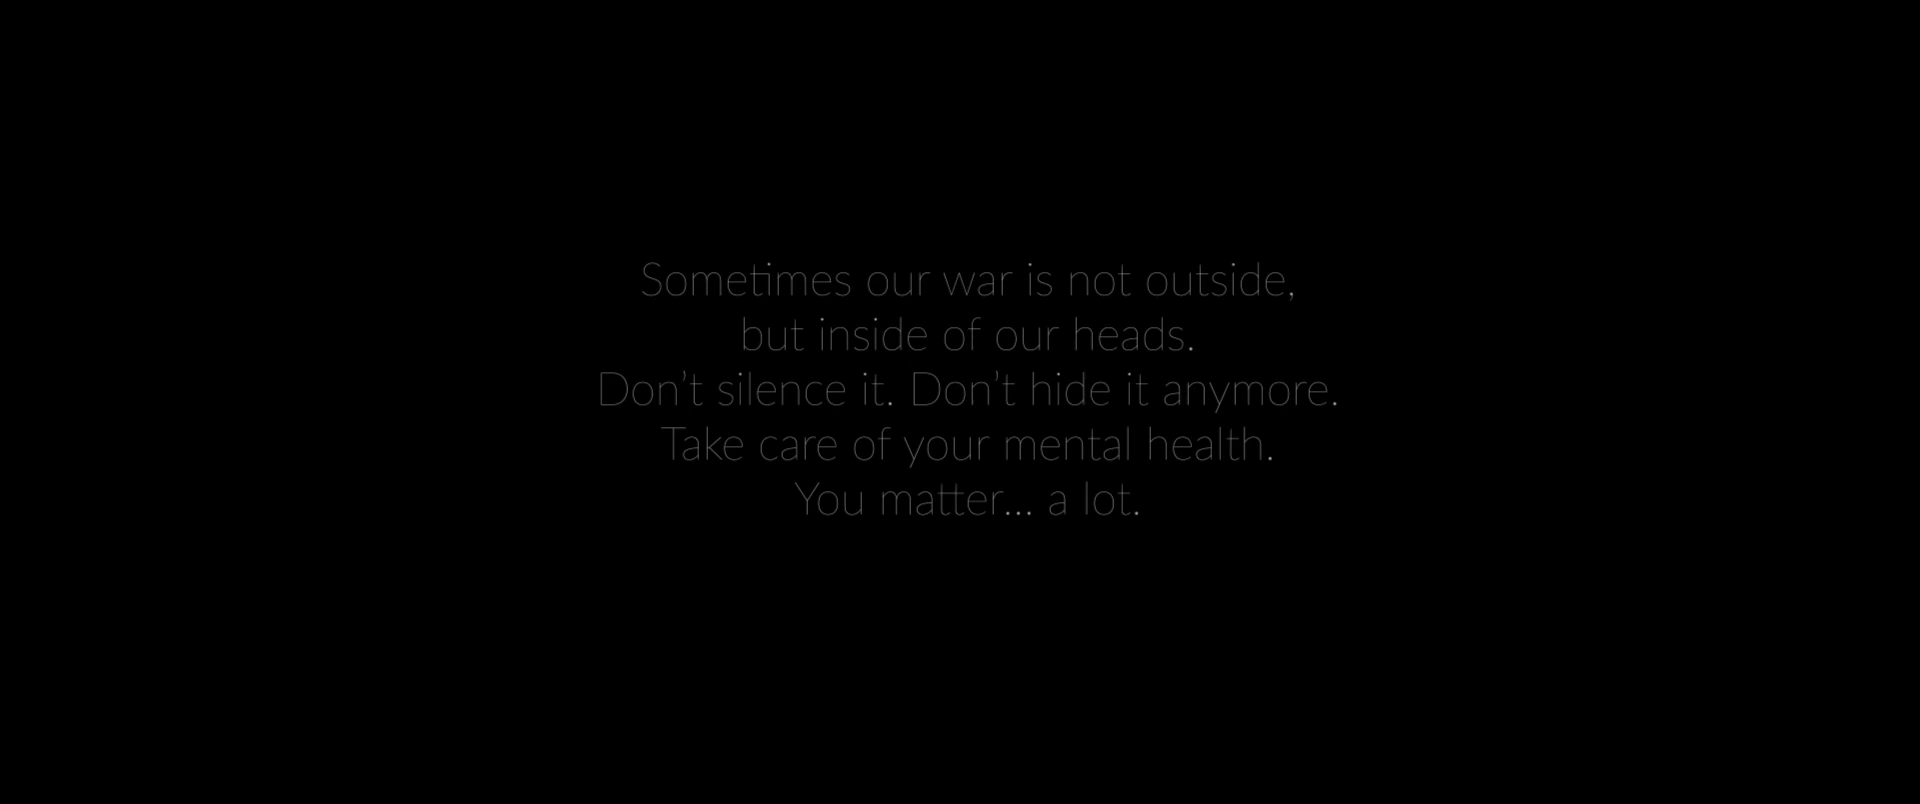 Sometimes our war is not outside,
but inside of our heads.
Don’t silence it. Don’t hide it anymore.
Take care of your mental health.
You matter... a lot.